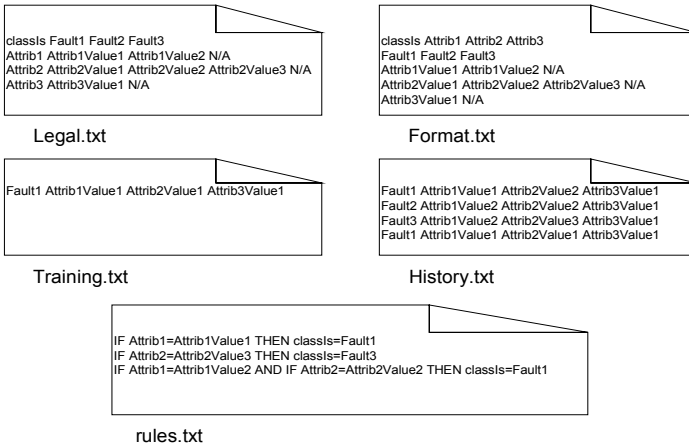 classIs Fault1 Fault2 Fault3
Attrib1 Attrib1Value1 Attrib1Value2 N/A
Attrib2 Attrib2Value1 Attrib2Value2 Attrib2Value3 N/A
Attrib3 Attrib3Value1 N/A
Legal.txt
classIs Attrib1 Attrib2 Attrib3
Fault1 Fault2 Fault3
Attrib1Value1 Attrib1Value2 N/A
Attrib2Value1 Attrib2Value2 Attrib2Value3 N/A
Attrib3Value1 N/A
Format.txt
Fault1 Attrib1Value1 Attrib2Value1 Attrib3Value1
Training.txt
Fault1 Attrib1Value1 Attrib2Value2 Attrib3Value1
Fault2 Attrib1Value2 Attrib2Value2 Attrib3Value1
Fault3 Attrib1Value2 Attrib2Value3 Attrib3Value1
Fault1 Attrib1Value1 Attrib2Value1 Attrib3Value1
History.txt
IF Attrib1=Attrib1Value1 THEN classIs=Fault1
IF Attrib2=Attrib2Value3 THEN classIs=Fault3
IF Attrib1=Attrib1Value2 AND IF Attrib2=Attrib2Value2 THEN classIs=Fault1
rules.txt